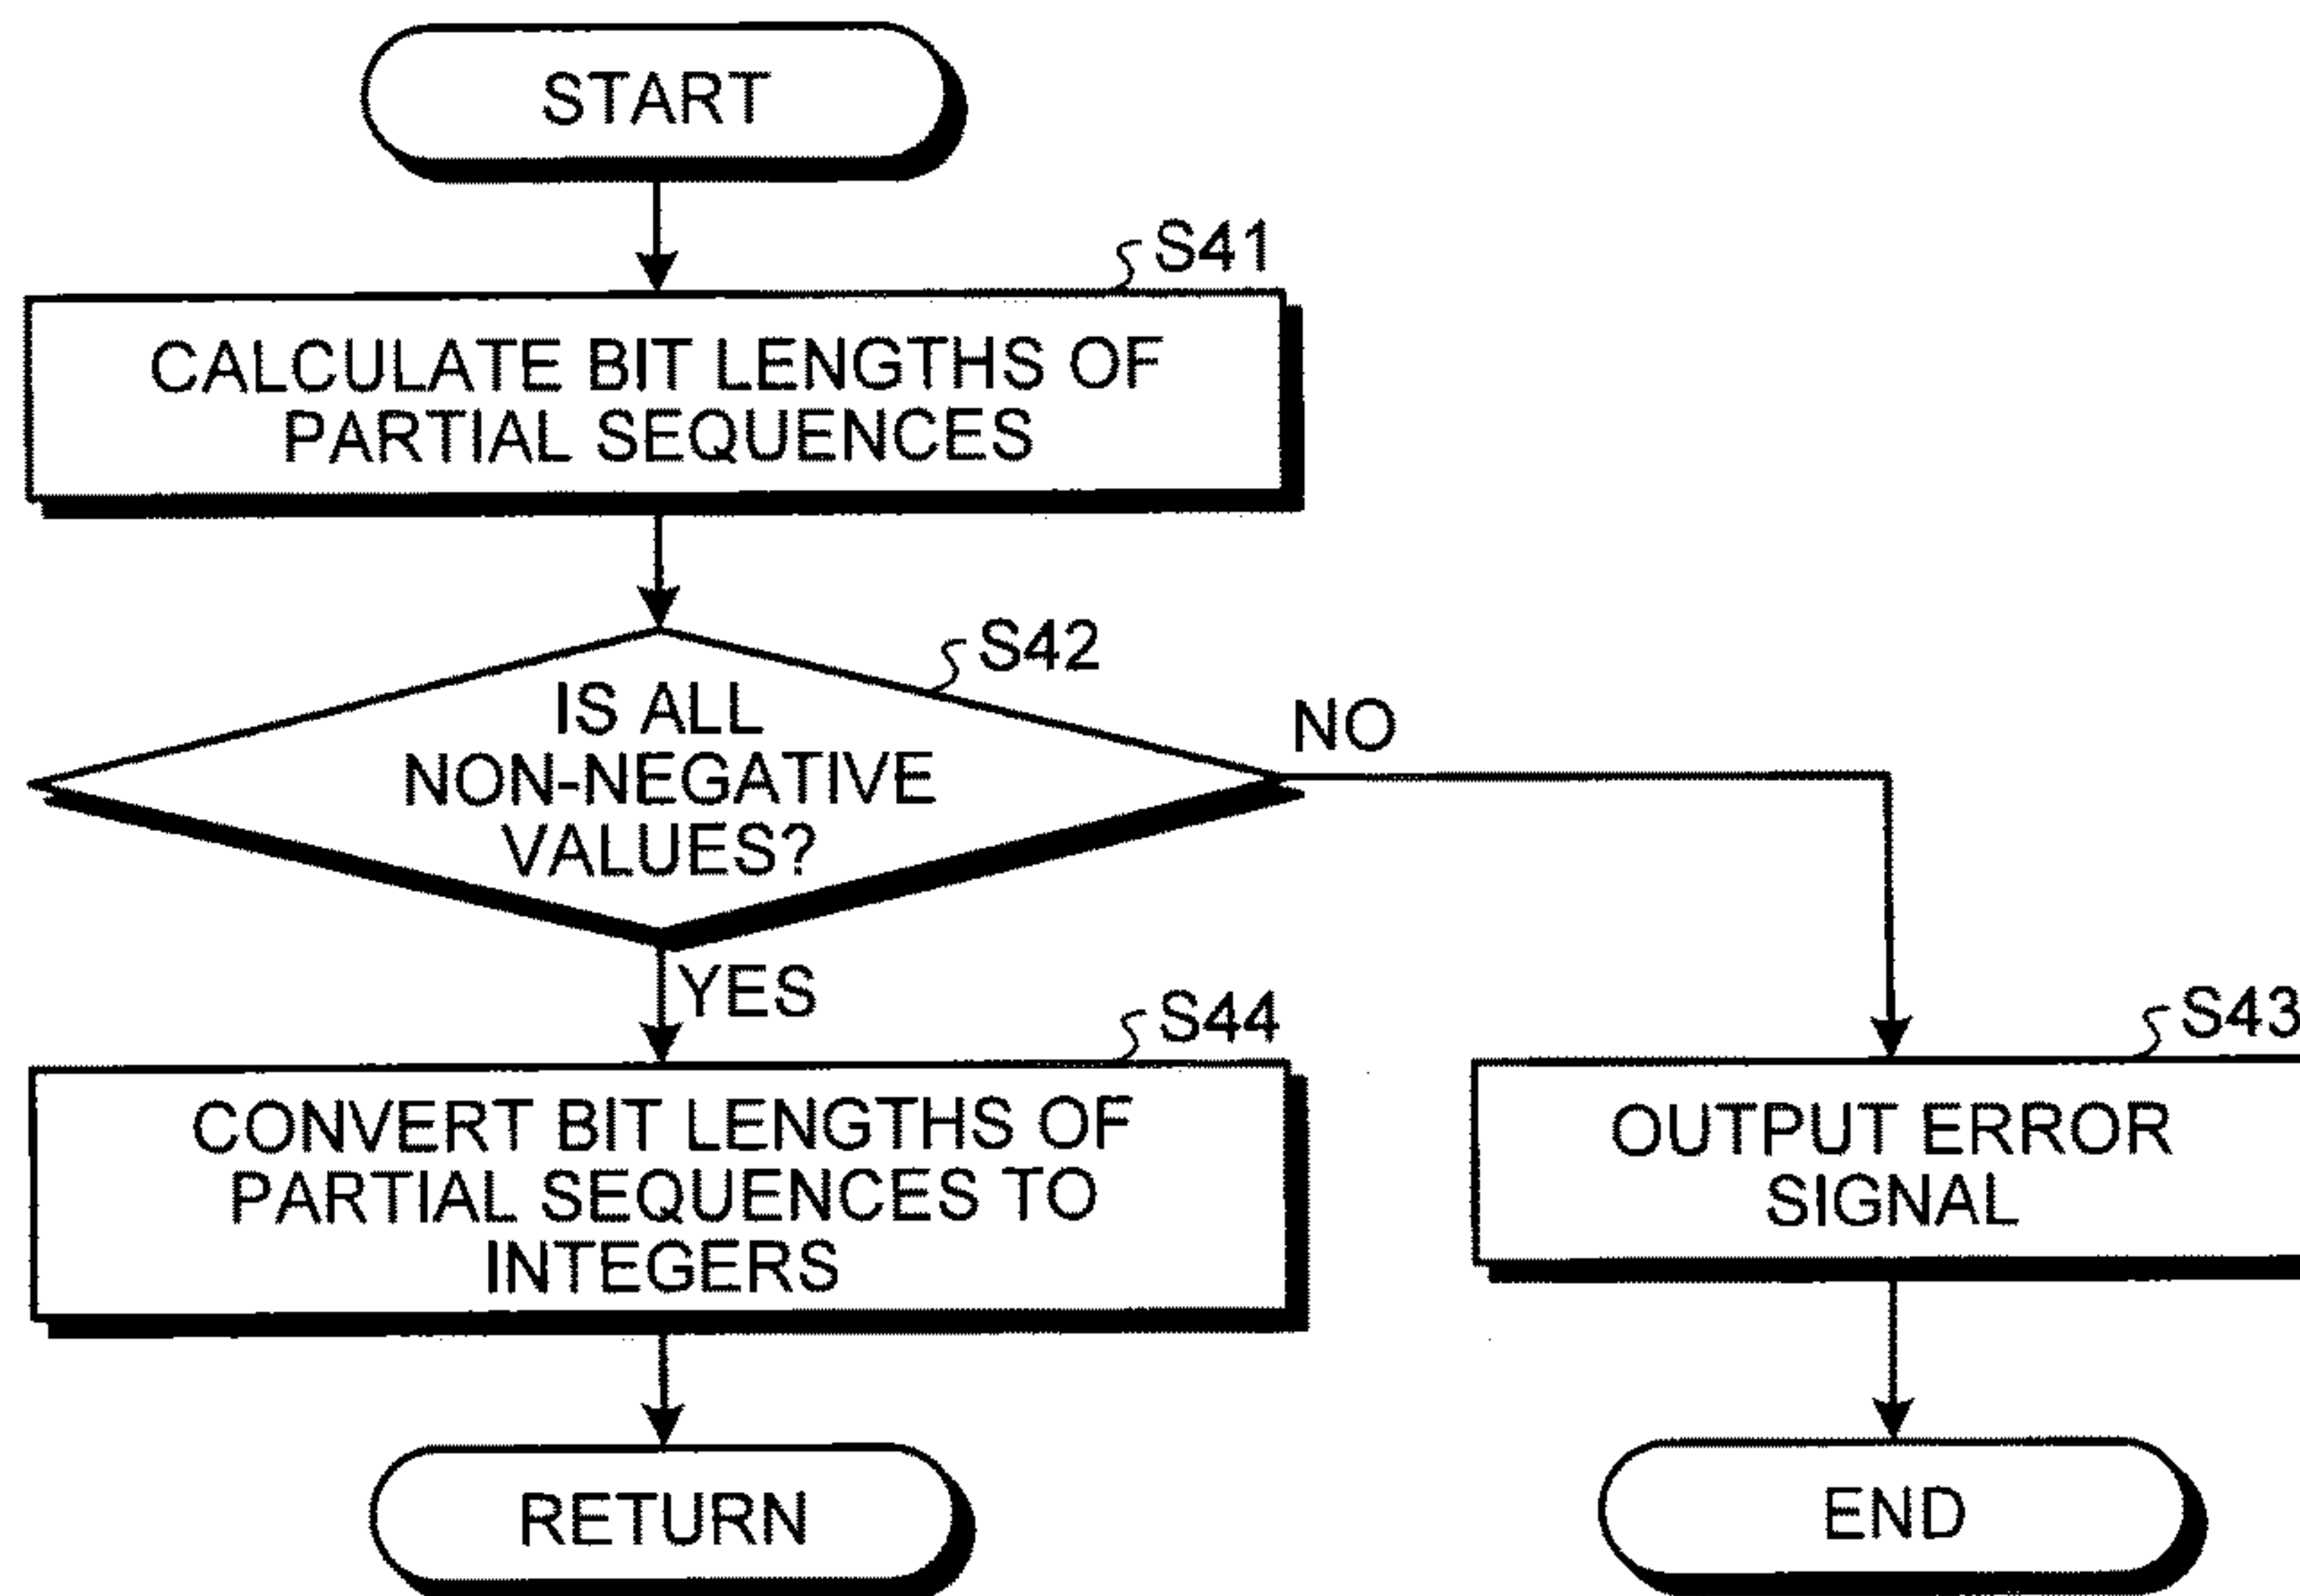 START
S41
CALCULATE BIT LENGTHS OF
PARTIAL SEQUENCES
S42
IS ALL
NON-NEGATIVE
VALUES?
NO
YES
S44
CONVERT BIT LENGTHS OF
PARTIAL SEQUENCES TO
INTEGERS
S43
OUTPUT ERROR
SIGNAL
RETURN
END